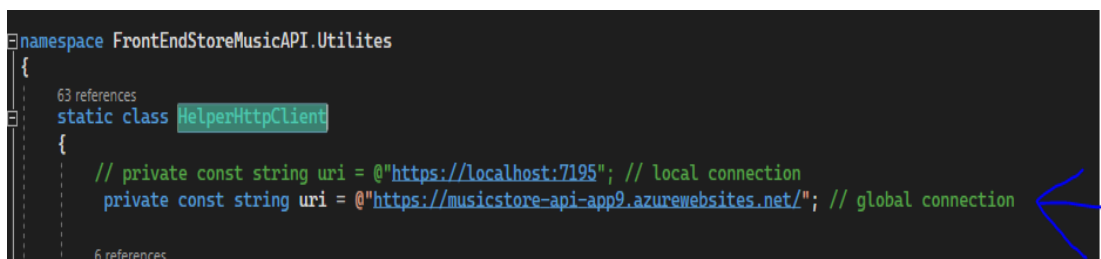 namespace FrontEndStoreMusicAPI.Utilites
{
63 references
static class HelperHttpClient
{
// private const string uri = @"https://localhost:7195"; // local connection
private const string uri = @"https://musicstore-api-app9.azurewebsites.net/"; // global connection
6 references